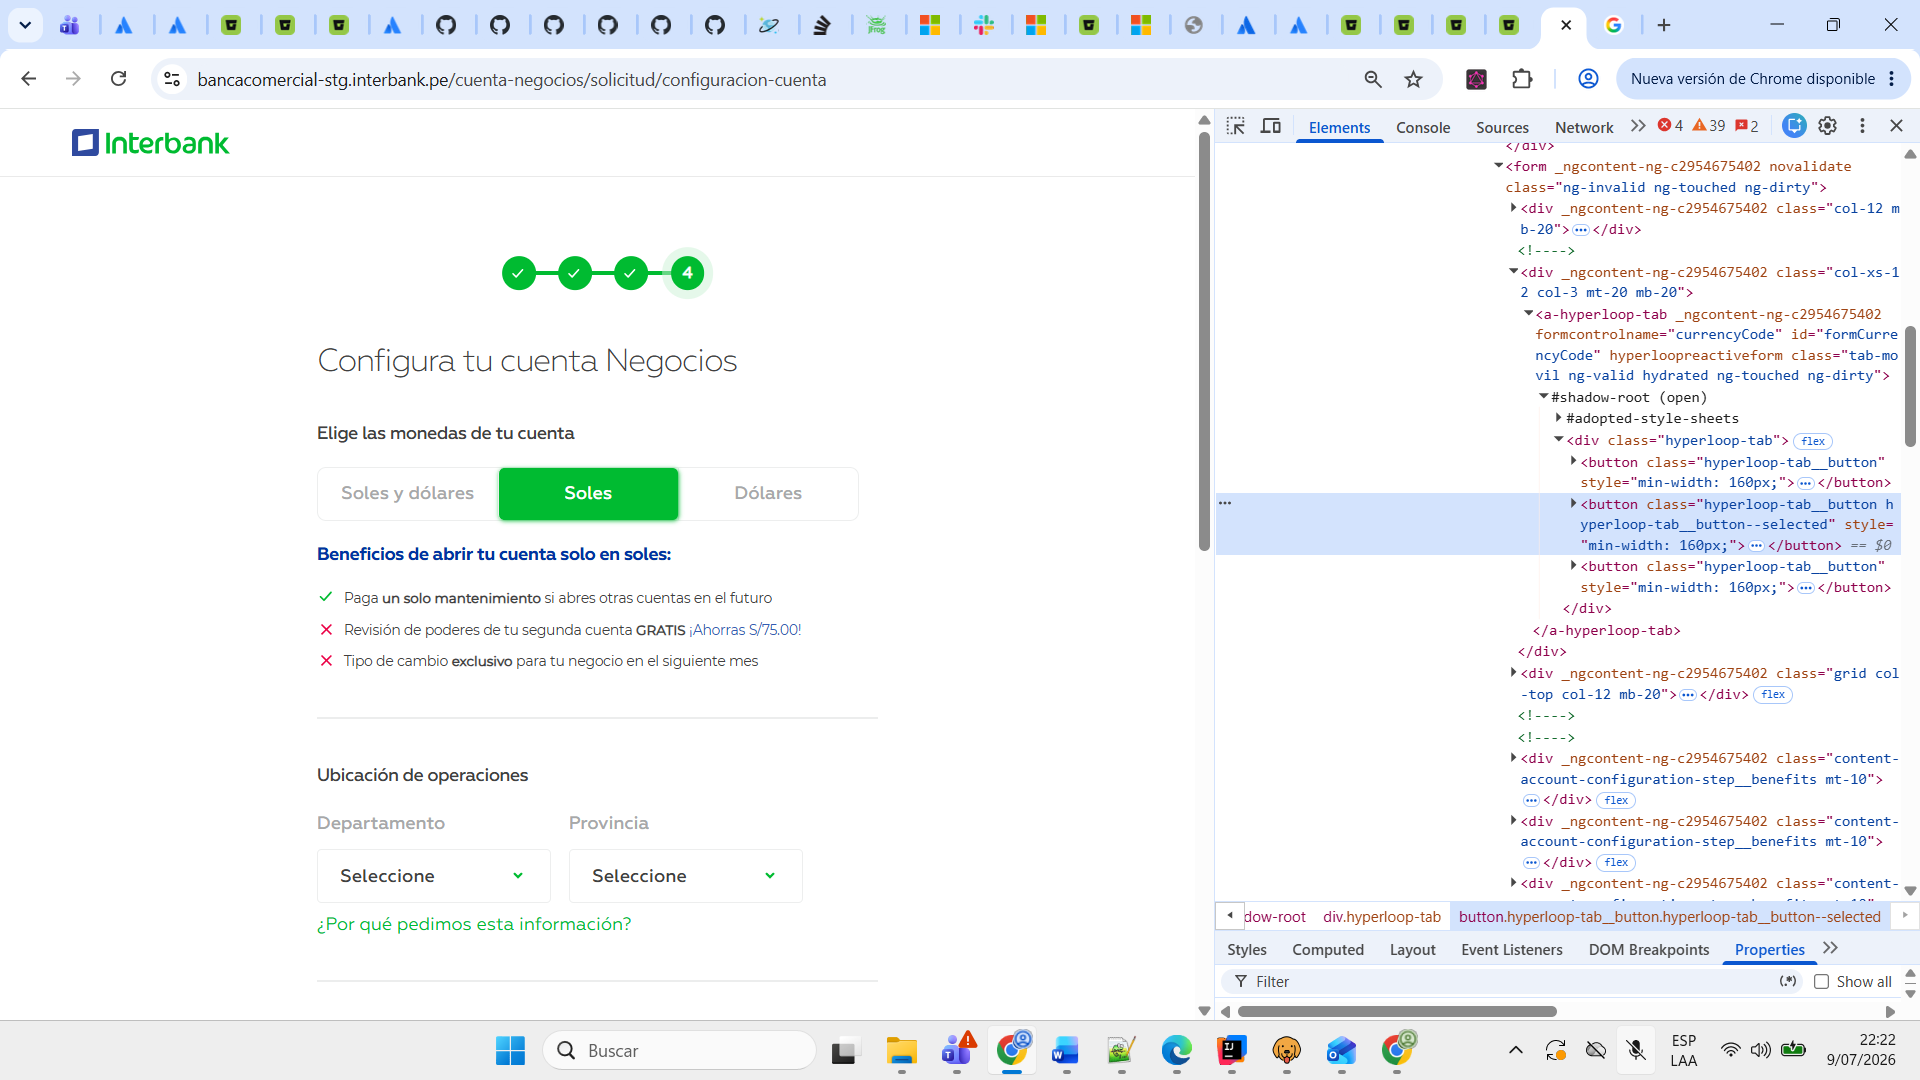 bancacomercial-stg.interbank.pe/cuenta-negocios/solicitud/configuracion-cuenta
Nueva versión de Chrome disponible
Interbank
4
Configura tu cuenta Negocios
Elige las monedas de tu cuenta
Soles y dólares
Soles
Dólares
Beneficios de abrir tu cuenta solo en soles:
Paga un solo mantenimiento si abres otras cuentas en el futuro
Revisión de poderes de tu segunda cuenta GRATIS ¡Ahorras S/75.00!
Tipo de cambio exclusivo para tu negocio en el siguiente mes
Ubicación de operaciones
Departamento
Provincia
Seleccione
Seleccione
¿Por qué pedimos esta información?
Elements
Console
Sources
Network
4
39
2
</div>
<form _ngcontent-ng-c2954675402 novalidate
class="ng-invalid ng-touched ng-dirty">
<div _ngcontent-ng-c2954675402 class="col-12 m
b-20"> ••• </div>
<!---->
<div _ngcontent-ng-c2954675402 class="col-xs-1
2 col-3 mt-20 mb-20">
<a-hyperloop-tab _ngcontent-ng-c2954675402
formcontrolname="currencyCode" id="formCurre
ncyCode" hyperloopreactiveform class="tab-mo
vil ng-valid hydrated ng-touched ng-dirty">
#shadow-root (open)
#adopted-style-sheets
<div class="hyperloop-tab"> flex
<button class="hyperloop-tab__button"
style="min-width: 160px;"> ••• </button>
<button class="hyperloop-tab__button h
yperloop-tab__button--selected" style=
"min-width: 160px;"> ••• </button> == $0
<button class="hyperloop-tab__button"
style="min-width: 160px;"> ••• </button>
</div>
</a-hyperloop-tab>
</div>
<div _ngcontent-ng-c2954675402 class="grid col
-top col-12 mb-20"> ••• </div> flex
<!---->
<!---->
<div _ngcontent-ng-c2954675402 class="content-
account-configuration-step__benefits mt-10">
••• </div> flex
<div _ngcontent-ng-c2954675402 class="content-
account-configuration-step__benefits mt-10">
••• </div> flex
<div _ngcontent-ng-c2954675402 class="content-
dow-root
div.hyperloop-tab
button.hyperloop-tab__button.hyperloop-tab__button--selected
Styles
Computed
Layout
Event Listeners
DOM Breakpoints
Properties
Filter
(.*)
Show all
Buscar
ESP
LAA
22:22
9/07/2026